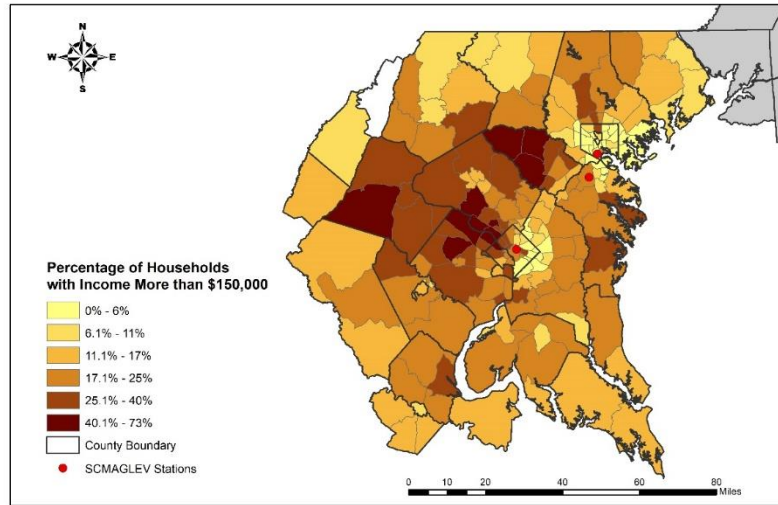 N
W E
S
Percentage of Households
with Income More than $150,000
0% - 6%
6.1% - 11%
11.1% - 17%
17.1% - 25%
25.1% - 40%
40.1% - 73%
County Boundary
SCMAGLEV Stations
0 10 20 40 60 80
Miles